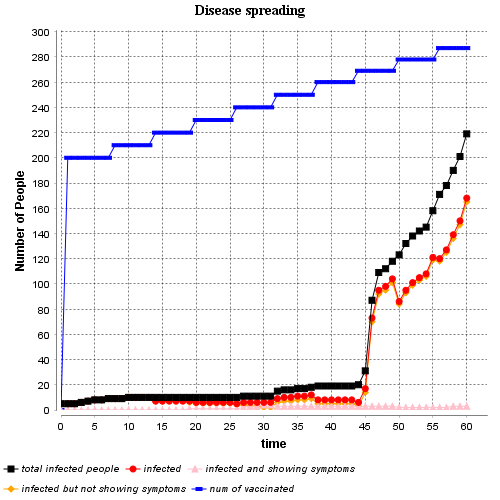 Disease spreading
300
280
260
240
220
200
180
160
140
120
100
80
60
40
20
0
Number of People
0 5 10 15 20 25 30 35 40 45 50 55 60
time
total infected people infected infected and showing symptoms
infected but not showing symptoms num of vaccinated